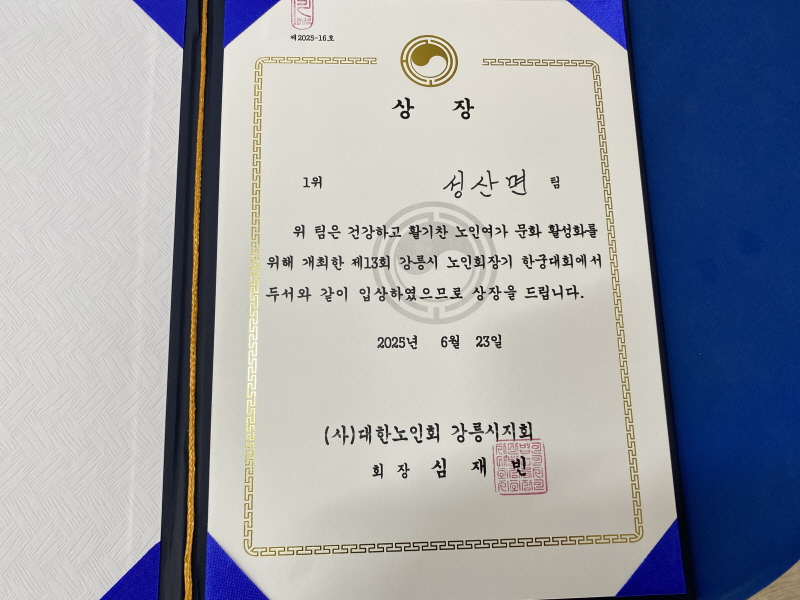 제2025-16호
상 장
1위 성산면 팀
위 팀은 건강하고 활기찬 노인여가 문화 활성화를
위해 개최한 제13회 강릉시 노인회장기 한궁대회에서
두서와 같이 입상하였으므로 상장을 드립니다.
2025년 6월 23일
(사)대한노인회 강릉시지회
회 장 심 재 빈